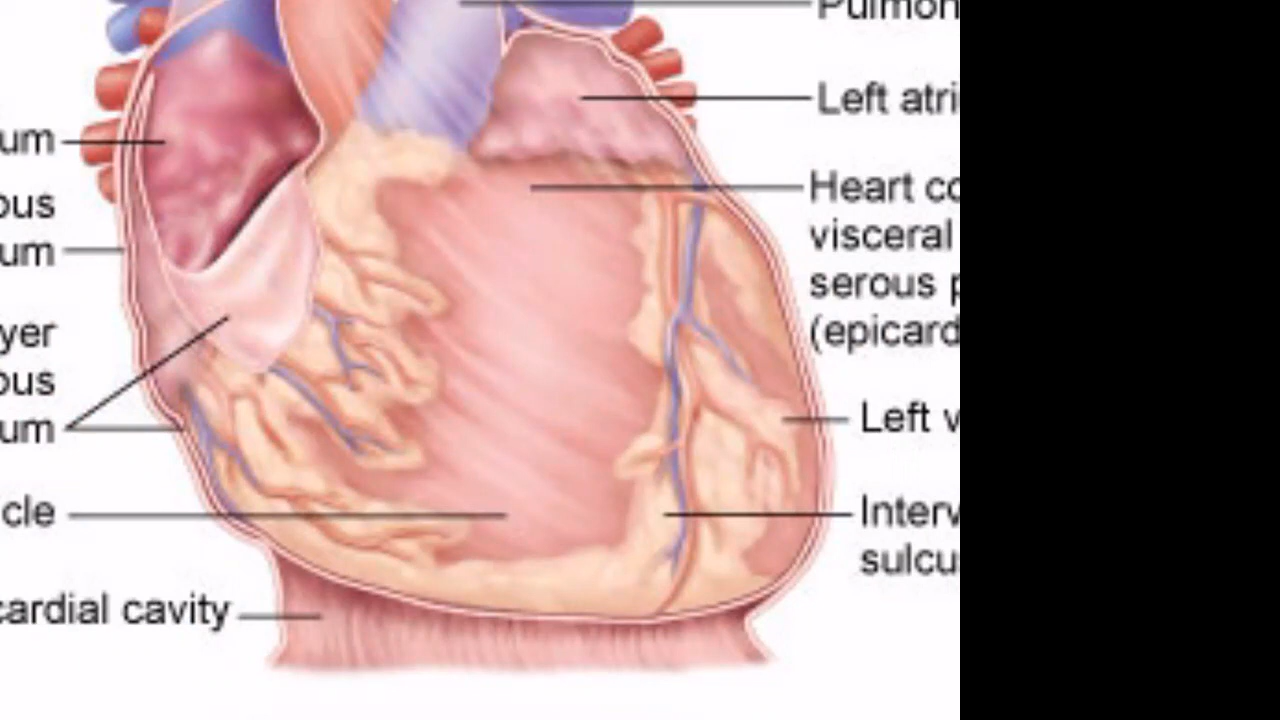 Pulmon
Left atri
um
Heart co
visceral
serous p
(epicard
ous
um
yer
ous
um
Left v
cle
Interv
sulcu
cardial cavity